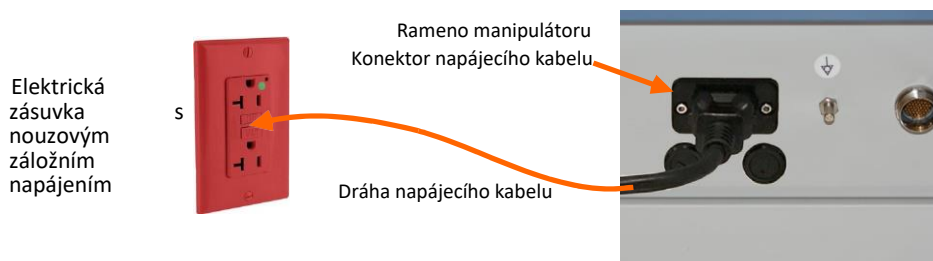 Elektrická
zásuvka s
nouzovým
záložním
napájením
Rameno manipulátoru
Konektor napájecího kabelu
Dráha napájecího kabelu